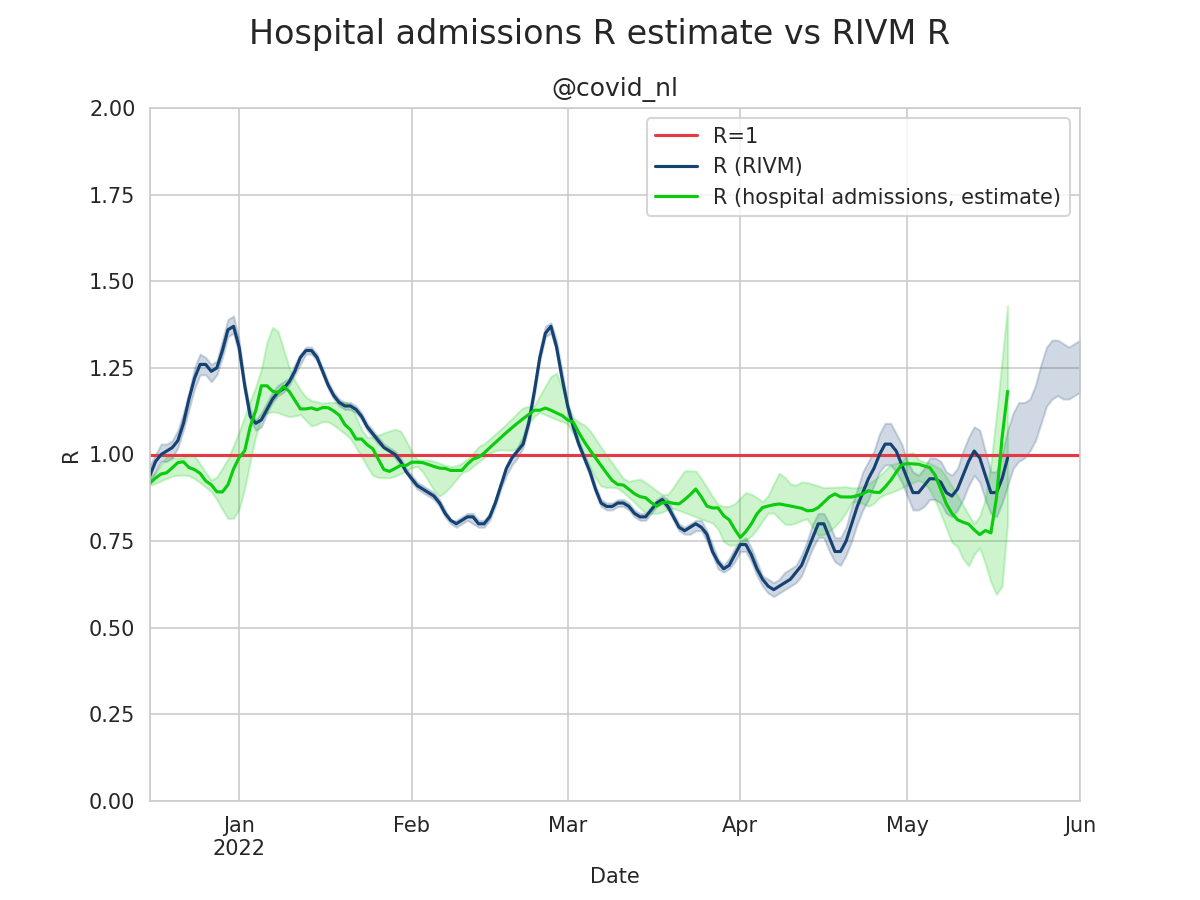 Hospital admissions R estimate vs RIVM R
@covid_nl
R=1
R (RIVM)
R (hospital admissions, estimate)
2.00
1.75
1.50
1.25
1.00
0.75
0.50
0.25
0.00
R
Jan
2022
Feb
Mar
Apr
May
Jun
Date